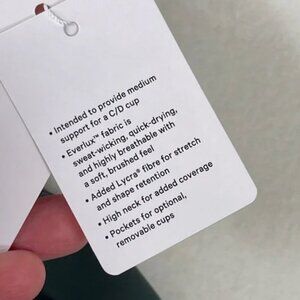 • Intended to provide medium
support for a C/D cup
• Everlux™ fabric is
sweat-wicking, quick-drying,
and highly breathable with
a soft, brushed feel
• Added Lycra® fibre for stretch
and shape retention
• High neck for added coverage
• Pockets for optional,
removable cups